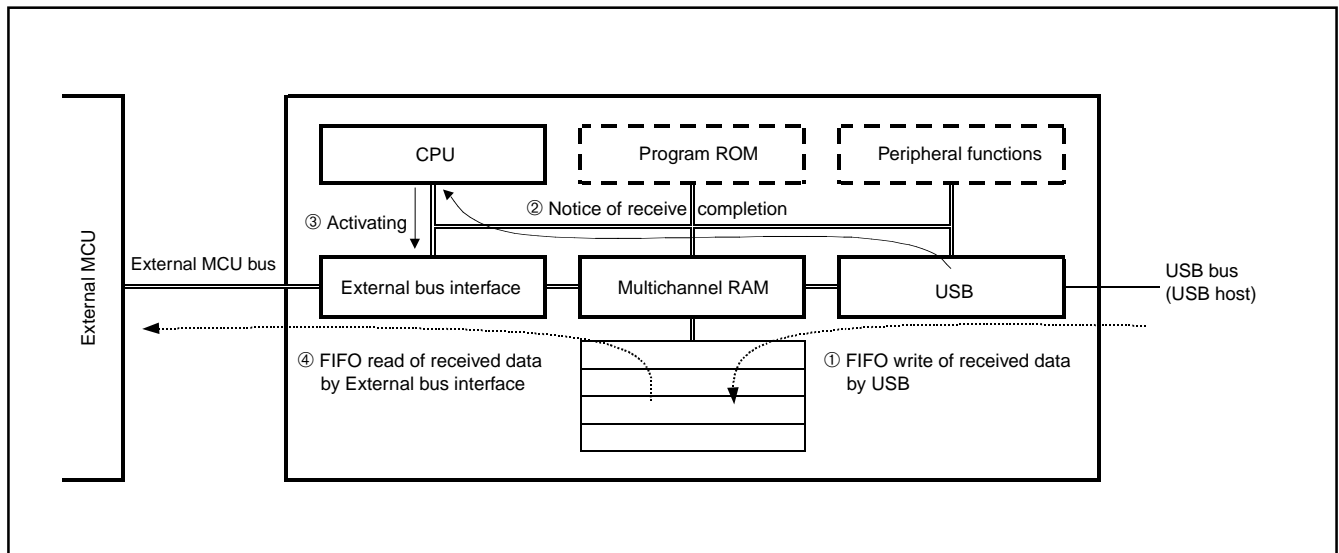 CPU
Program ROM
Peripheral functions
③ Activating
② Notice of receive completion
External MCU
External MCU bus
External bus interface
Multichannel RAM
USB
USB bus
(USB host)
④ FIFO read of received data
by External bus interface
① FIFO write of received data
by USB